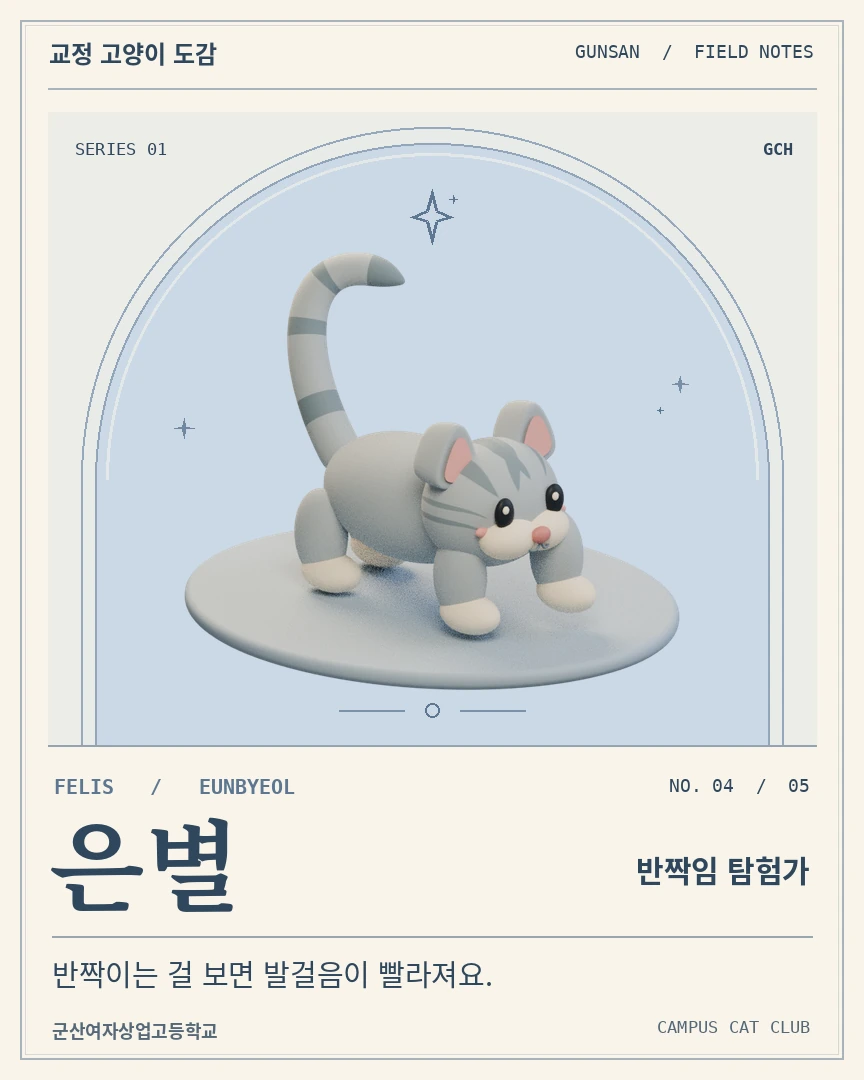 교정 고양이 도감
GUNSAN / FIELD NOTES
SERIES 01
GCH
FELIS / EUNBYEOL
NO. 04 / 05
은별
반짝임 탐험가
반짝이는 걸 보면 발걸음이 빨라져요.
군산여자상업고등학교
CAMPUS CAT CLUB